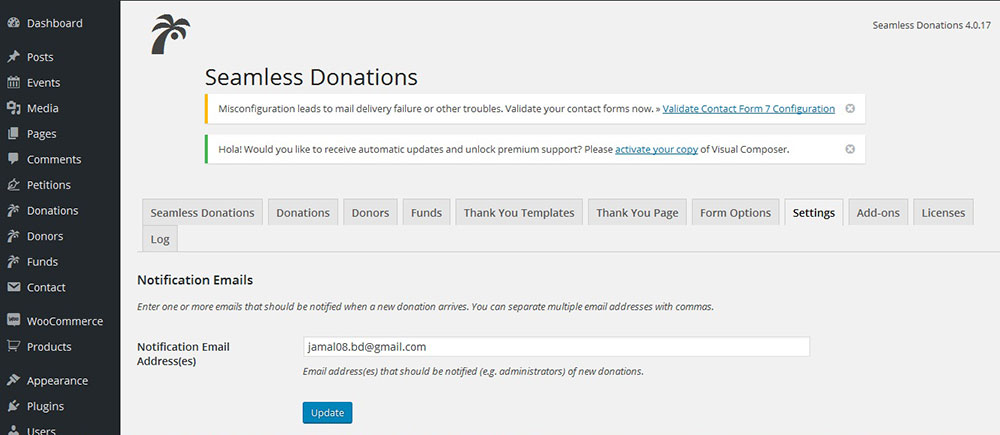 Dashboard
Posts
Events
Media
Pages
Comments
Petitions
Donations
Donors
Funds
Contact
WOO WooCommerce
Products
Appearance
Plugins
Users
Seamless Donations 4.0.17
Seamless Donations
Misconfiguration leads to mail delivery failure or other troubles. Validate your contact forms now. » Validate Contact Form 7 Configuration
Hola! Would you like to receive automatic updates and unlock premium support? Please activate your copy of Visual Composer.
Seamless Donations Donations Donors Funds Thank You Templates Thank You Page Form Options Settings Add-ons Licenses
Log
Notification Emails
Enter one or more emails that should be notified when a new donation arrives. You can separate multiple email addresses with commas.
Notification Email
Address(es)
jamal08.bd@gmail.com
Email address(es) that should be notified (e.g. administrators) of new donations.
Update